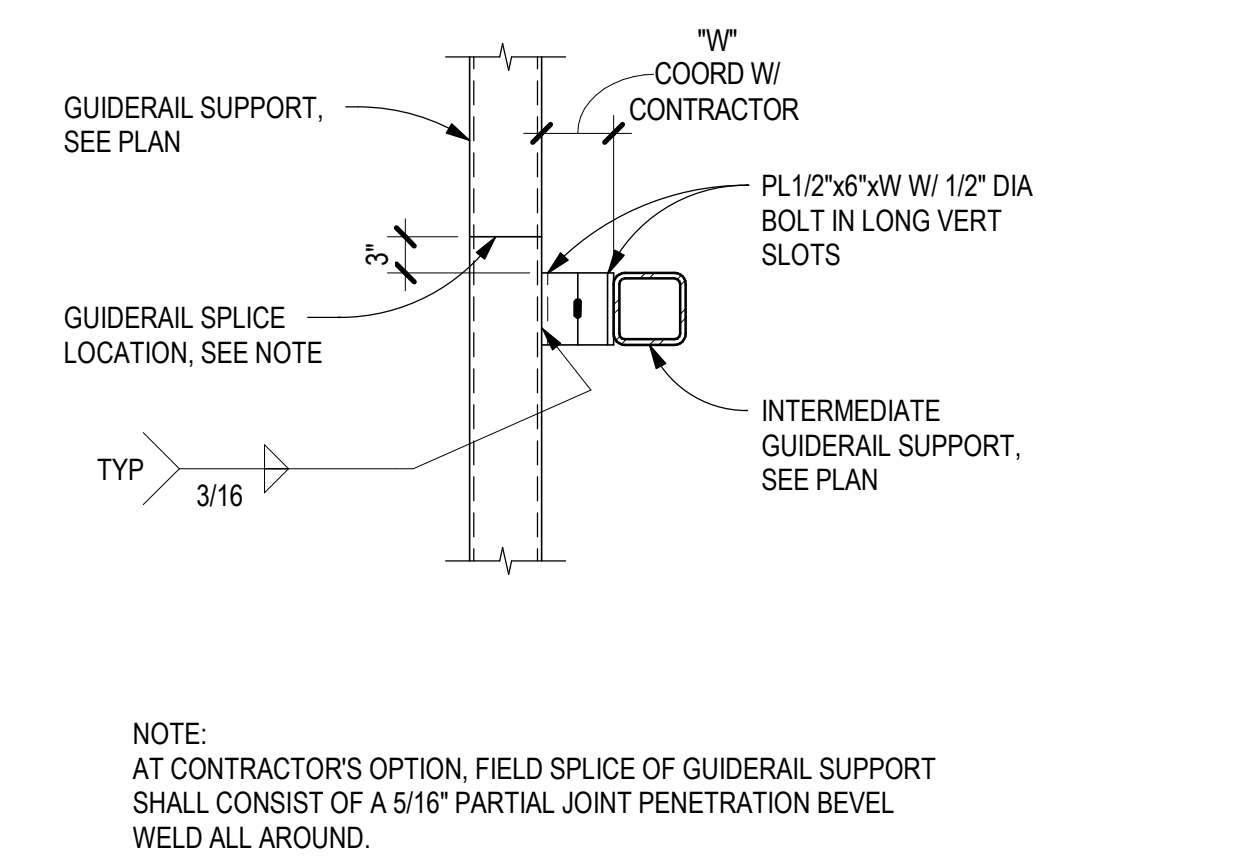 "W"
COORD W/
CONTRACTOR
GUIDERAIL SUPPORT,
SEE PLAN
PL1/2"x6"xW W/ 1/2" DIA
BOLT IN LONG VERT
SLOTS
3"
GUIDERAIL SPLICE
LOCATION, SEE NOTE
INTERMEDIATE
GUIDERAIL SUPPORT,
SEE PLAN
TYP
3/16
NOTE:
AT CONTRACTOR'S OPTION, FIELD SPLICE OF GUIDERAIL SUPPORT
SHALL CONSIST OF A 5/16" PARTIAL JOINT PENETRATION BEVEL
WELD ALL AROUND.